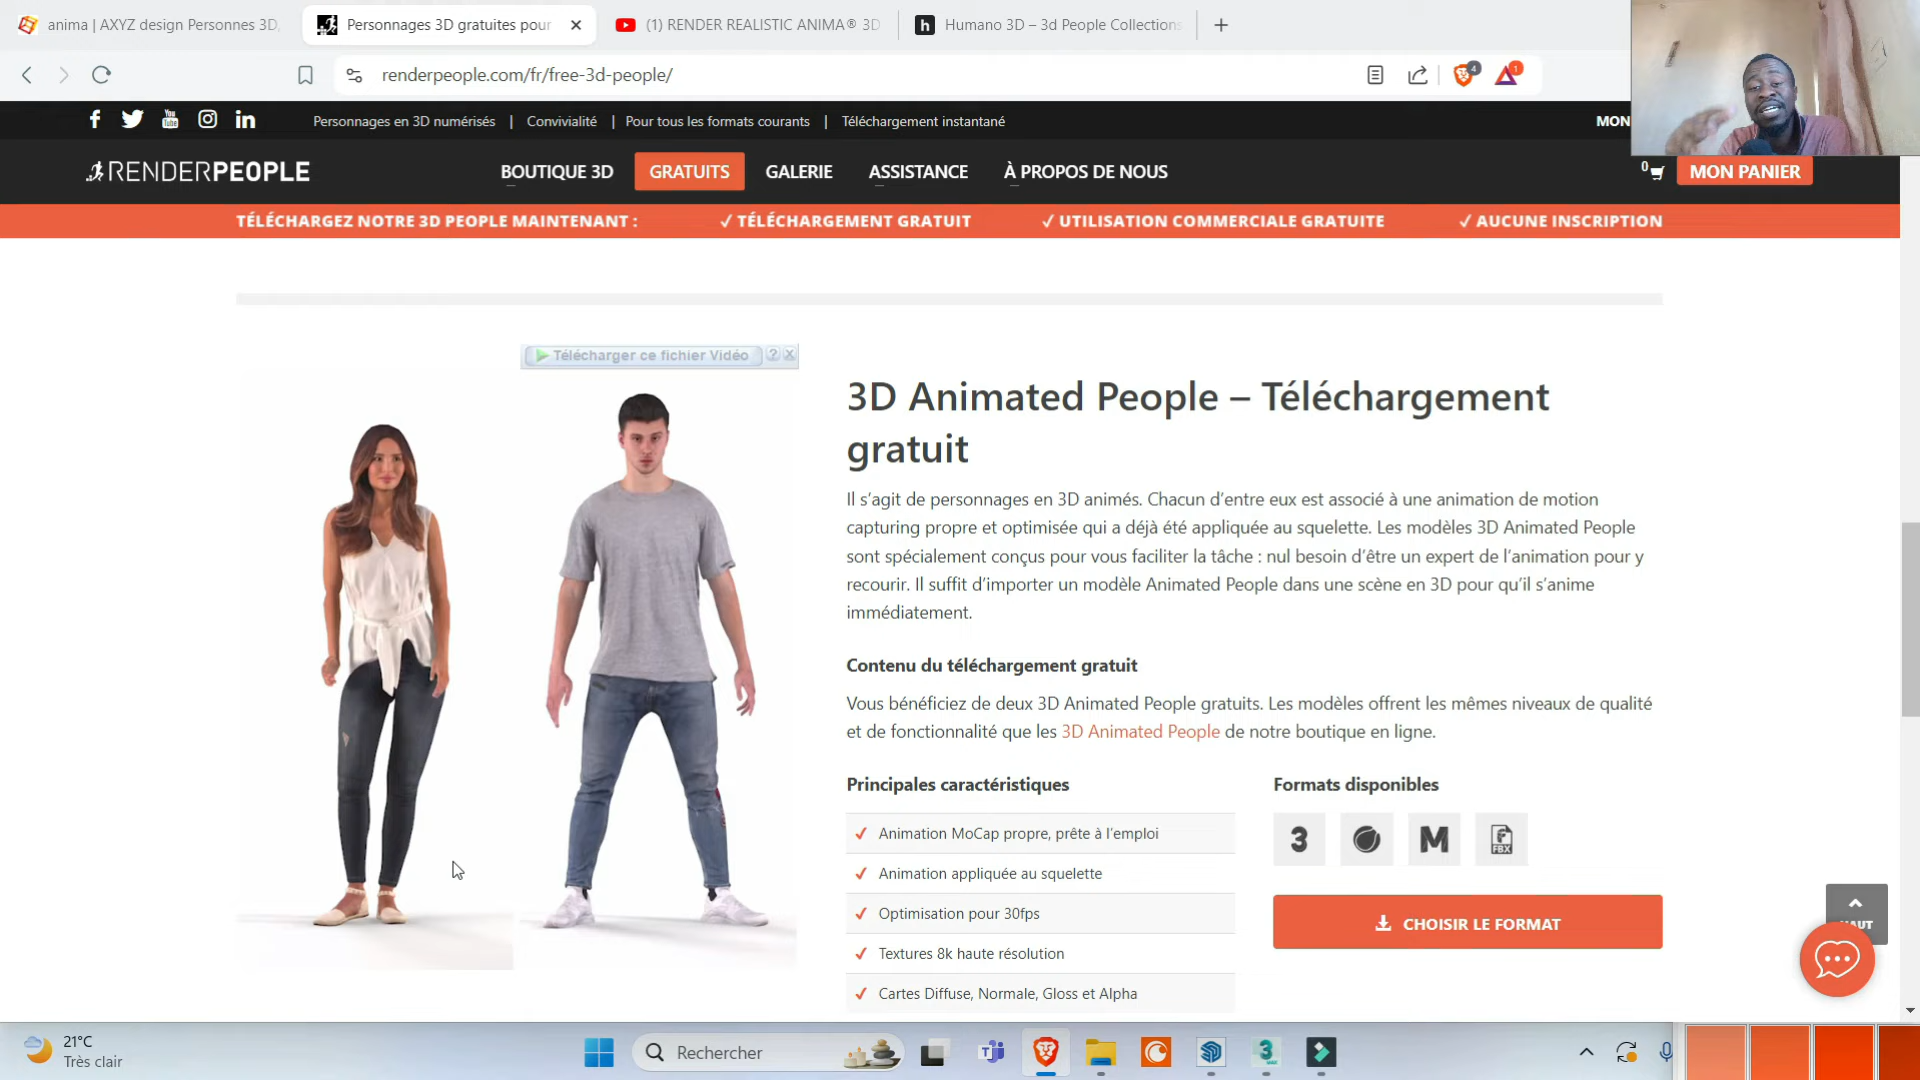 anima | AXYZ design Personnes 3D,
Personnages 3D gratuites pour
(1) RENDER REALISTIC ANIMA® 3D
Humano 3D – 3d People Collections
renderpeople.com/fr/free-3d-people/
4
1
Personnages en 3D numérisés | Convivialité | Pour tous les formats courants | Téléchargement instantané
MON
RENDERPEOPLE
BOUTIQUE 3D
GRATUITS
GALERIE
ASSISTANCE
À PROPOS DE NOUS
0
MON PANIER
TÉLÉCHARGEZ NOTRE 3D PEOPLE MAINTENANT : ✓ TÉLÉCHARGEMENT GRATUIT ✓ UTILISATION COMMERCIALE GRATUITE ✓ AUCUNE INSCRIPTION
Télécharger ce fichier Vidéo ? X
3D Animated People – Téléchargement
gratuit
Il s’agit de personnages en 3D animés. Chacun d’entre eux est associé à une animation de motion
capturing propre et optimisée qui a déjà été appliquée au squelette. Les modèles 3D Animated People
sont spécialement conçus pour vous faciliter la tâche : nul besoin d’être un expert de l’animation pour y
recourir. Il suffit d’importer un modèle Animated People dans une scène en 3D pour qu’il s’anime
immédiatement.
Contenu du téléchargement gratuit
Vous bénéficiez de deux 3D Animated People gratuits. Les modèles offrent les mêmes niveaux de qualité
et de fonctionnalité que les 3D Animated People de notre boutique en ligne.
Principales caractéristiques
✓ Animation MoCap propre, prête à l’emploi
✓ Animation appliquée au squelette
✓ Optimisation pour 30fps
✓ Textures 8k haute résolution
✓ Cartes Diffuse, Normale, Gloss et Alpha
Formats disponibles
3
M
FBX
CHOISIR LE FORMAT
HAUT
21°C
Très clair
Rechercher